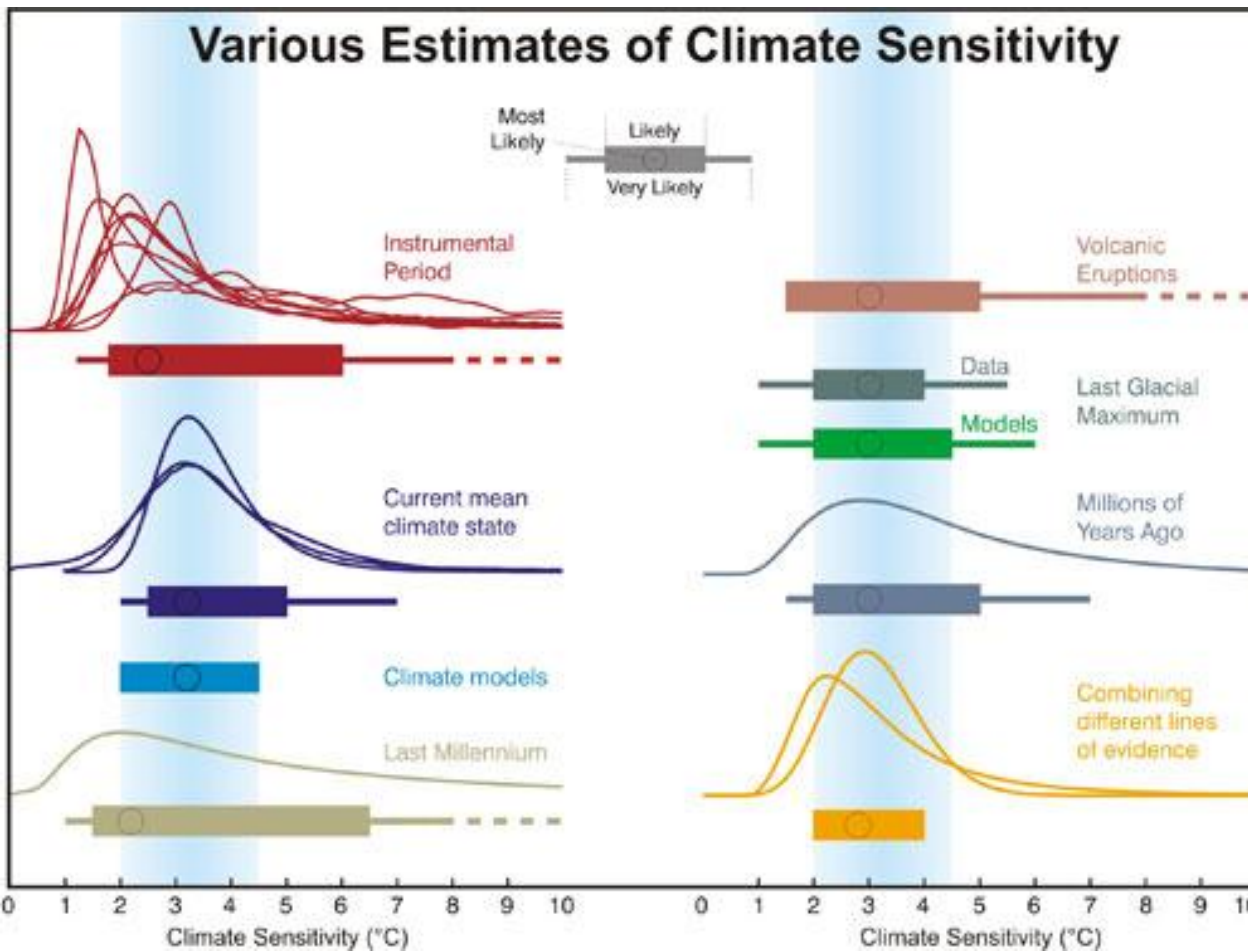 Various Estimates of Climate Sensitivity
Most
Likely
Likely
Very Likely
Instrumental
Period
Current mean
climate state
Climate models
Last Millennium
0 1 2 3 4 5 6 7 8 9 10
Climate Sensitivity (°C)
Volcanic
Eruptions
Data
Last Glacial
Maximum
Models
Millions of
Years Ago
Combining
different lines
of evidence
0 1 2 3 4 5 6 7 8 9 10
Climate Sensitivity (°C)